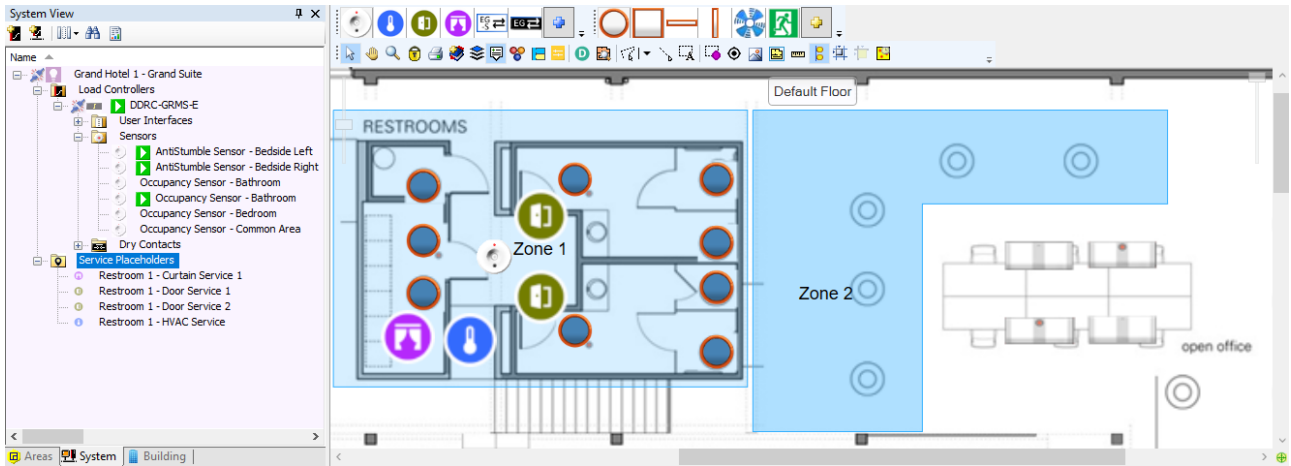 System View
Name
Grand Hotel 1 - Grand Suite
Load Controllers
DDRC-GRMS-E
User Interfaces
Sensors
AntiStumble Sensor - Bedside Left
AntiStumble Sensor - Bedside Right
Occupancy Sensor - Bathroom
Occupancy Sensor - Bathroom
Occupancy Sensor - Bedroom
Occupancy Sensor - Common Area
Dry Contacts
Service Placeholders
Restroom 1 - Curtain Service 1
Restroom 1 - Door Service 1
Restroom 1 - Door Service 2
Restroom 1 - HVAC Service
Areas
System
Building
Default Floor
RESTROOMS
Zone 1
Zone 2
open office